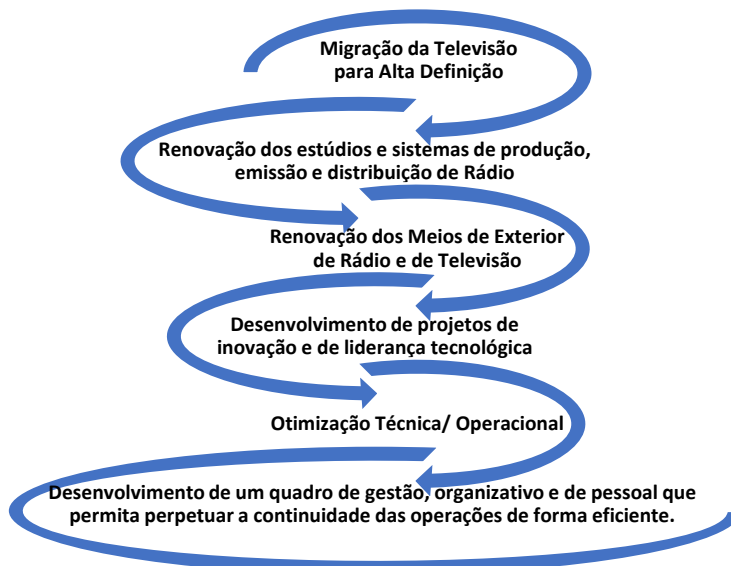 Migração da Televisão
para Alta Definição
Renovação dos estúdios e sistemas de produção,
emissão e distribuição de Rádio
Renovação dos Meios de Exterior
de Rádio e de Televisão
Desenvolvimento de projetos de
inovação e de liderança tecnológica
Otimização Técnica/ Operacional
Desenvolvimento de um quadro de gestão, organizativo e de pessoal que
permita perpetuar a continuidade das operações de forma eficiente.